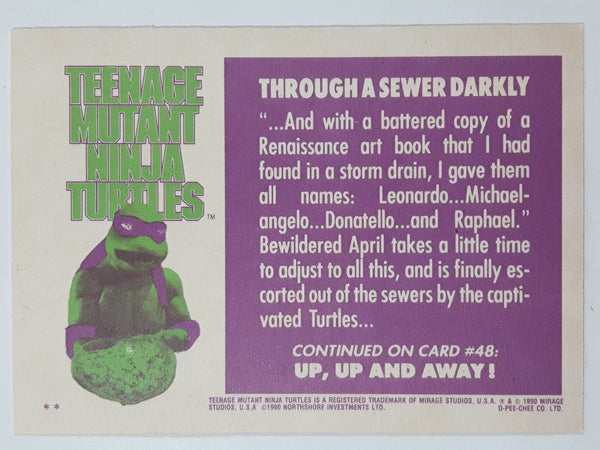 TEENAGE
MUTANT
NINJA
TURTLES™
THROUGH A SEWER DARKLY
“...And with a battered copy of a
Renaissance art book that I had
found in a storm drain, I gave them
all names: Leonardo...Michael-
angelo...Donatello...and Raphael.”
Bewildered April takes a little time
to adjust to all this, and is finally es-
corted out of the sewers by the capti-
vated Turtles...
CONTINUED ON CARD #48:
UP, UP AND AWAY!
**
TEENAGE MUTANT NINJA TURTLES IS A REGISTERED TRADEMARK OF MIRAGE STUDIOS, U.S.A. ® & © 1990 MIRAGE
STUDIOS, U.S.A ©1990 NORTHSHORE INVESTMENTS LTD. O-PEE-CHEE CO. LTD.